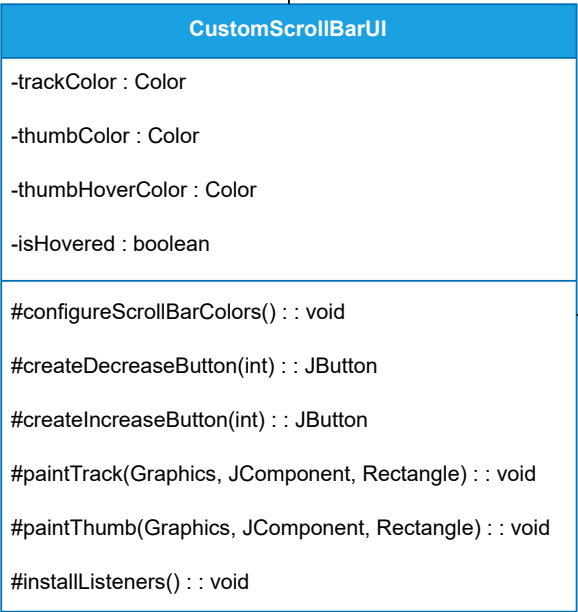 CustomScrollBarUI
-trackColor : Color
-thumbColor : Color
-thumbHoverColor : Color
-isHovered : boolean
#configureScrollBarColors() : : void
#createDecreaseButton(int) : : JButton
#createIncreaseButton(int) : : JButton
#paintTrack(Graphics, JComponent, Rectangle) : : void
#paintThumb(Graphics, JComponent, Rectangle) : : void
#installListeners() : : void